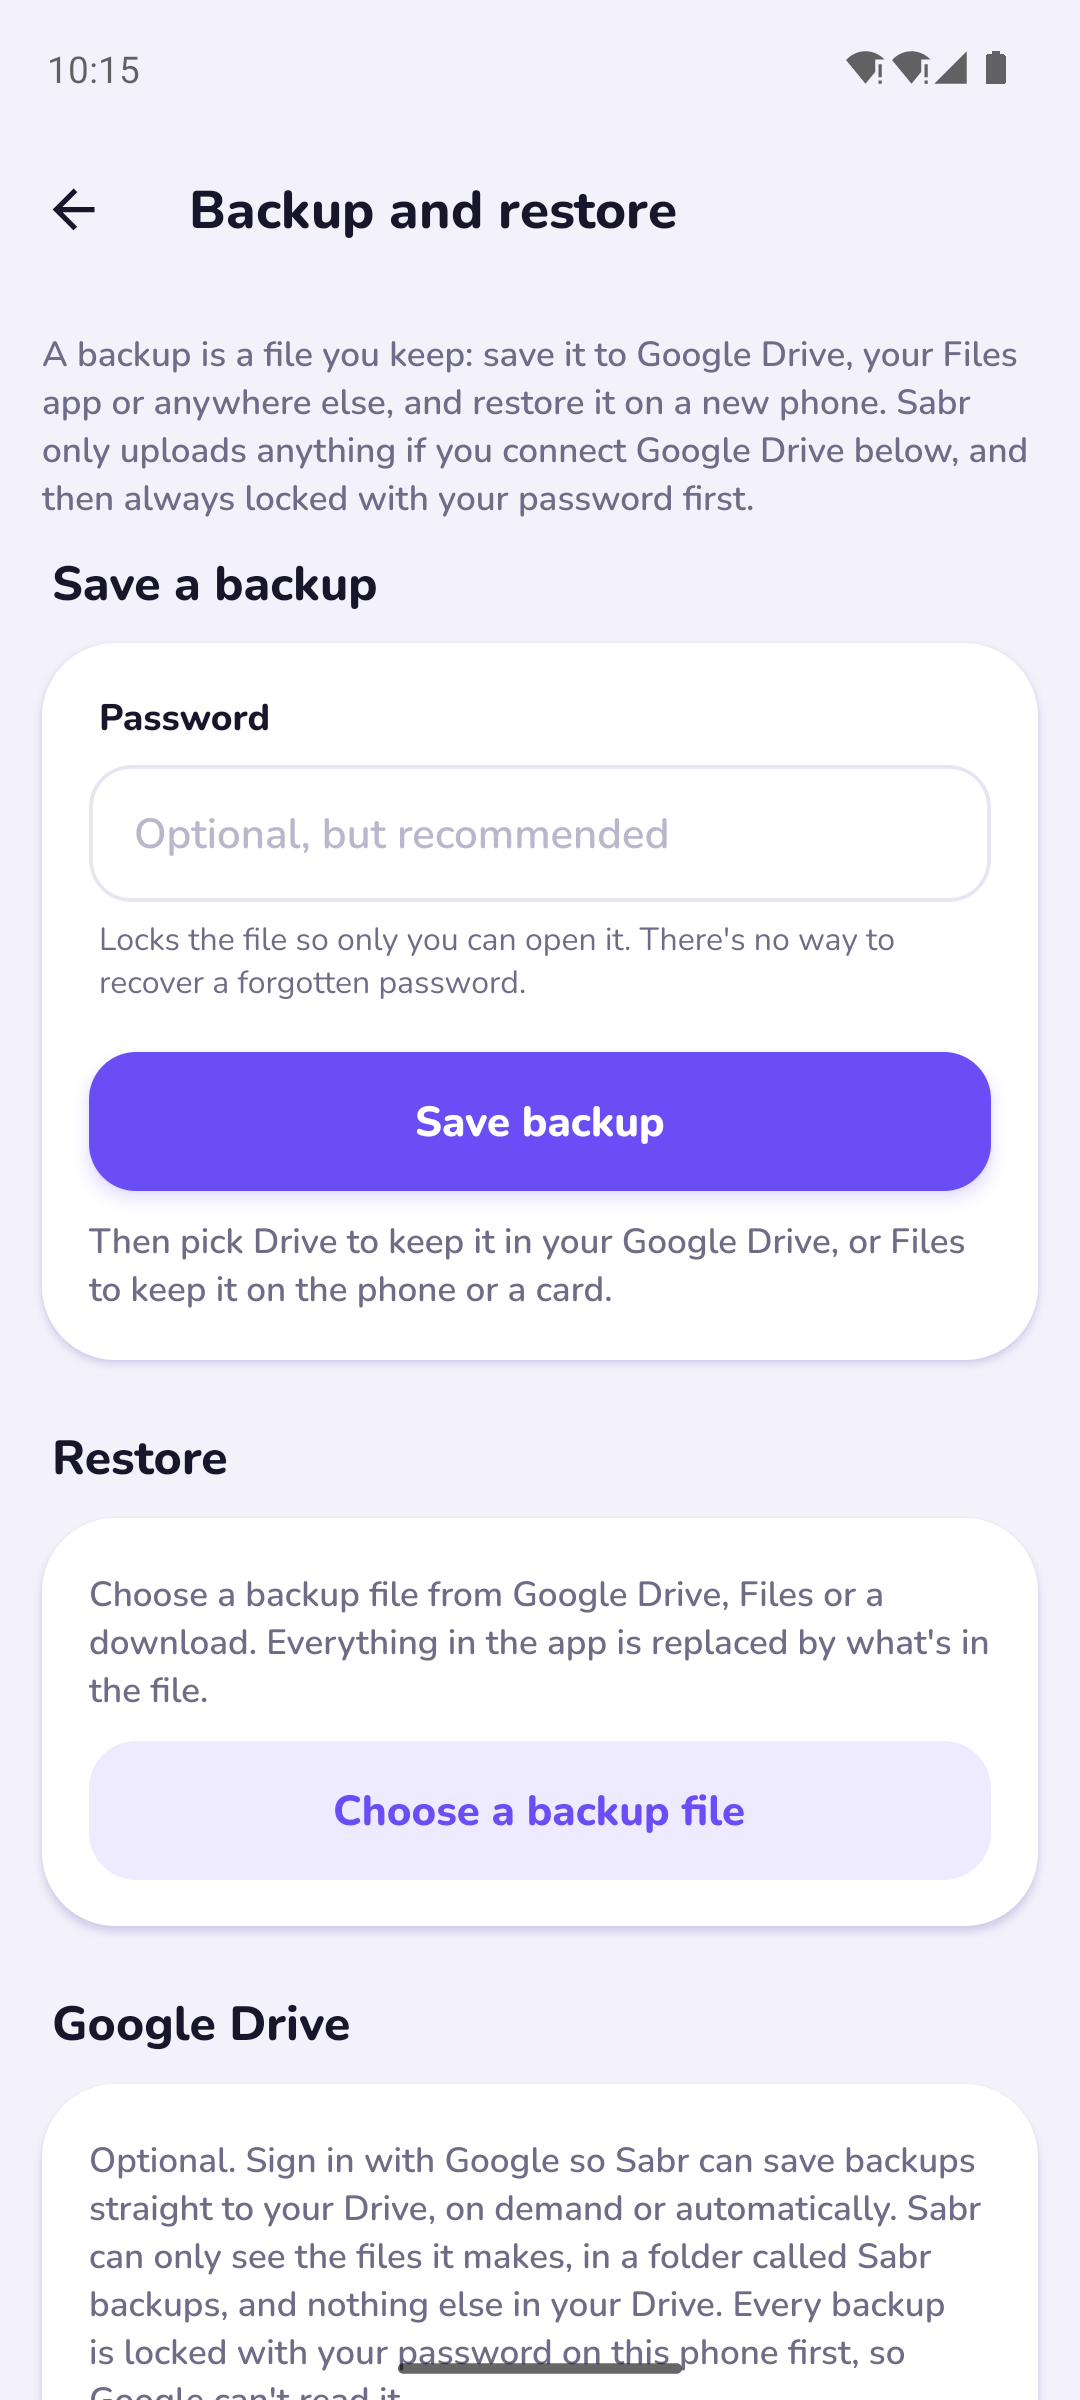 10:15
Backup and restore
A backup is a file you keep: save it to Google Drive, your Files
app or anywhere else, and restore it on a new phone. Sabr
only uploads anything if you connect Google Drive below, and
then always locked with your password first.
Save a backup
Password
Optional, but recommended
Locks the file so only you can open it. There's no way to
recover a forgotten password.
Save backup
Then pick Drive to keep it in your Google Drive, or Files
to keep it on the phone or a card.
Restore
Choose a backup file from Google Drive, Files or a
download. Everything in the app is replaced by what's in
the file.
Choose a backup file
Google Drive
Optional. Sign in with Google so Sabr can save backups
straight to your Drive, on demand or automatically. Sabr
can only see the files it makes, in a folder called Sabr
backups, and nothing else in your Drive. Every backup
is locked with your password on this phone first, so
Google can't read it.